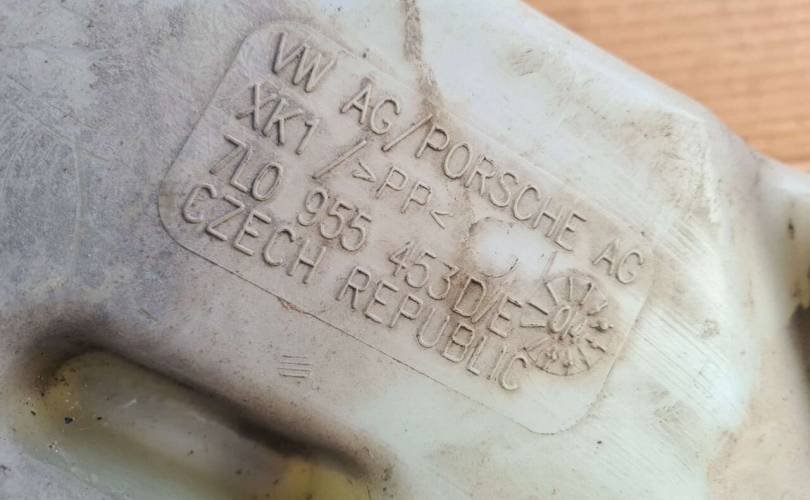 VW AG/PORSCHE AG
XK1 / >PP<
7L0 955 453D/E
CZECH REPUBLIC